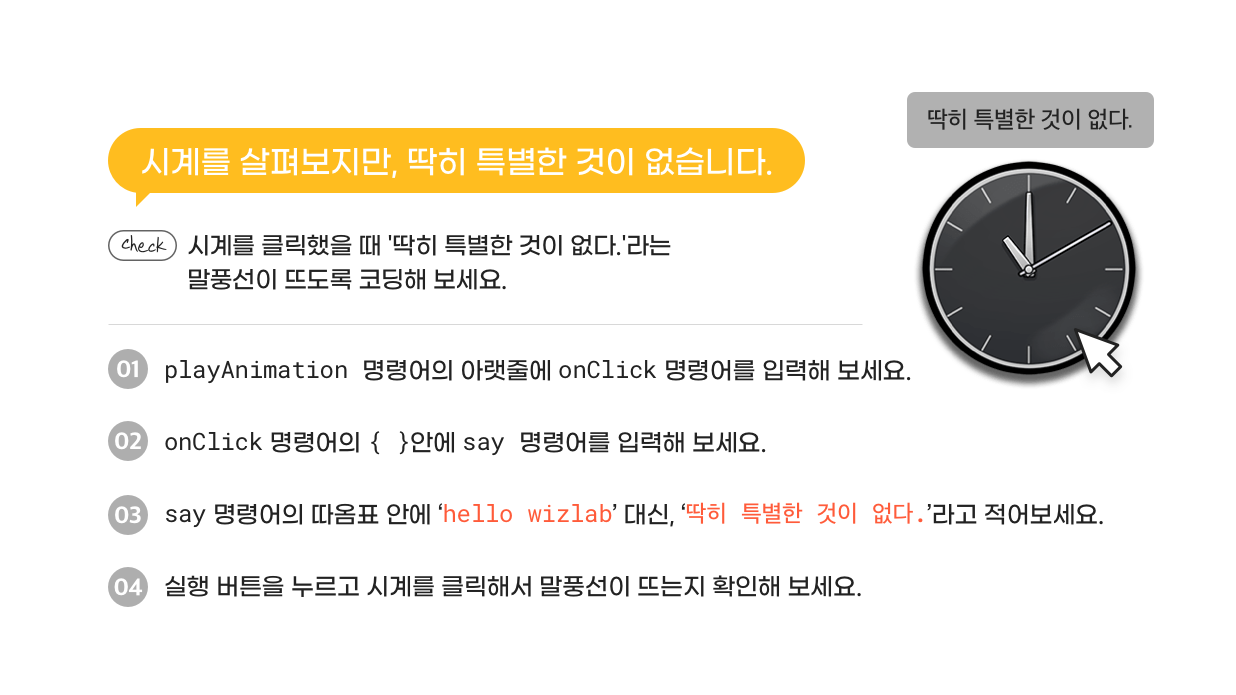 딱히 특별한 것이 없다.
시계를 살펴보지만, 딱히 특별한 것이 없습니다.
check 시계를 클릭했을 때 '딱히 특별한 것이 없다.'라는
말풍선이 뜨도록 코딩해 보세요.
01 playAnimation 명령어의 아랫줄에 onClick 명령어를 입력해 보세요.
02 onClick 명령어의 { }안에 say 명령어를 입력해 보세요.
03 say 명령어의 따옴표 안에 ‘hello wizlab’ 대신, ‘딱히 특별한 것이 없다.’라고 적어보세요.
04 실행 버튼을 누르고 시계를 클릭해서 말풍선이 뜨는지 확인해 보세요.